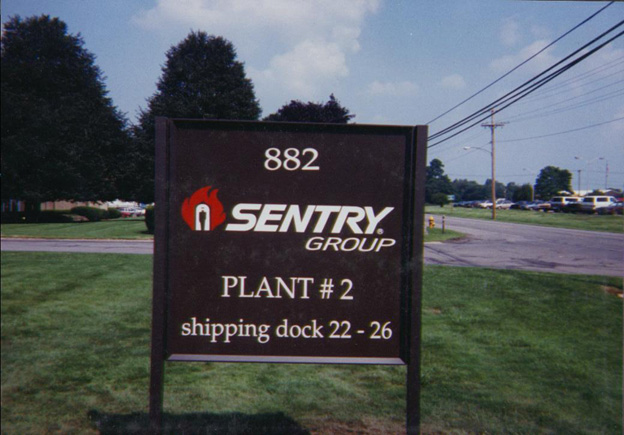 882
SENTRY®
GROUP
PLANT # 2
shipping dock 22 - 26